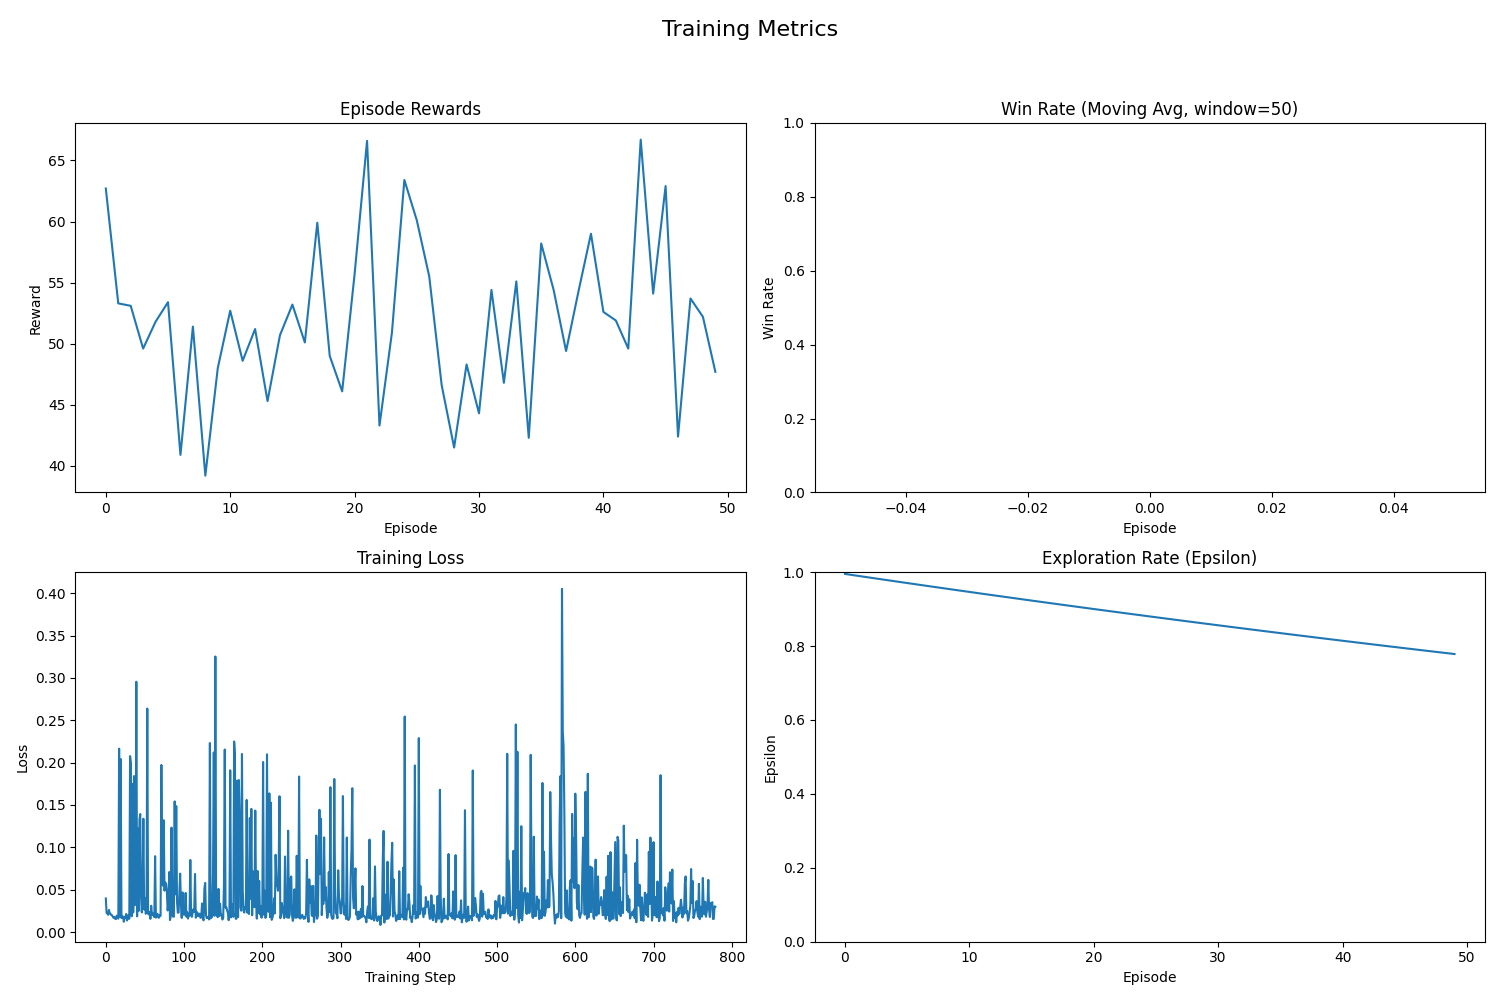 Training Metrics
Episode Rewards
Reward
65
60
55
50
45
40
0 10 20 30 40 50
Episode
Win Rate (Moving Avg, window=50)
Win Rate
1.0
0.8
0.6
0.4
0.2
0.0
−0.04 −0.02 0.00 0.02 0.04
Episode
Training Loss
Loss
0.40
0.35
0.30
0.25
0.20
0.15
0.10
0.05
0.00
0 100 200 300 400 500 600 700 800
Training Step
Exploration Rate (Epsilon)
Epsilon
1.0
0.8
0.6
0.4
0.2
0.0
0 10 20 30 40 50
Episode